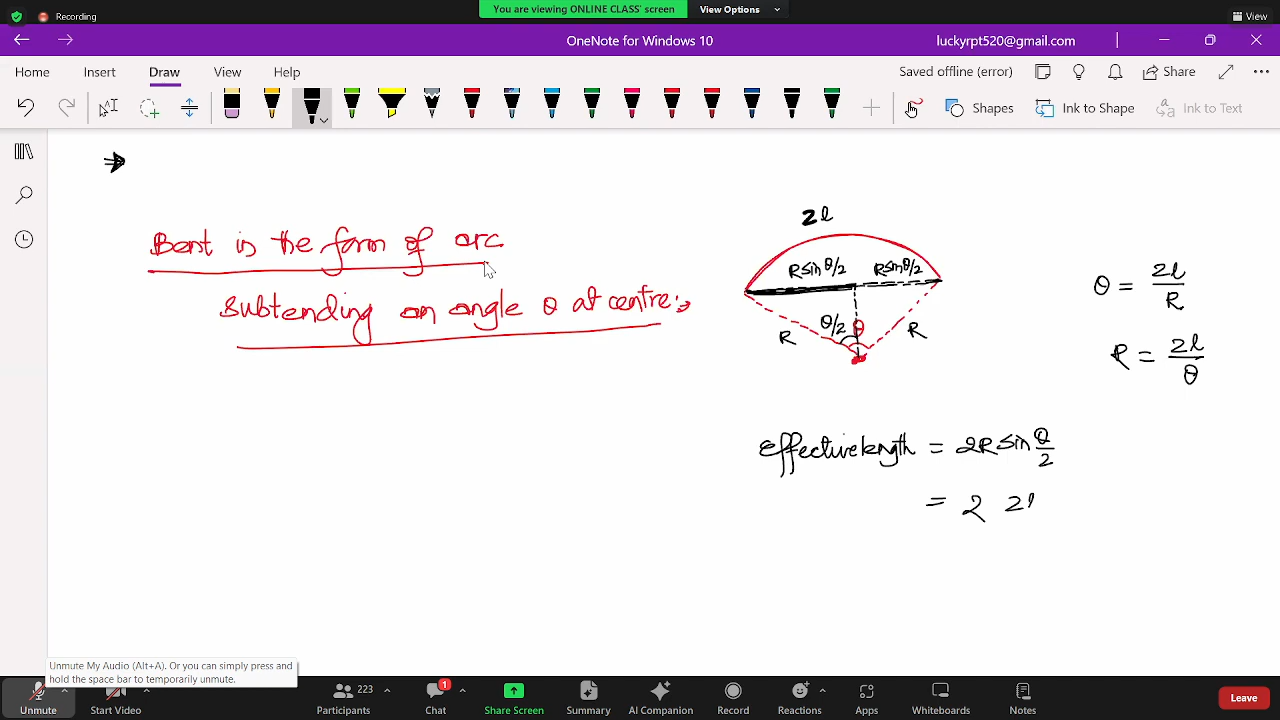 Recording
You are viewing ONLINE CLASS' screen
View Options
View
OneNote for Windows 10
luckyrpt520@gmail.com
Home
Insert
Draw
View
Help
Saved offline (error)
Share
Shapes
Ink to Shape
Ink to Text
Bent is the form of arc
Subtending an angle θ at centre:
2l
R sin θ/2
R sin θ/2
θ/2
θ
R
R
θ = 2l/R
R = 2l/θ
Effective length = 2R sin θ/2
= 2 2l
Unmute My Audio (Alt+A). Or you can simply press and
hold the space bar to temporarily unmute.
223
1
Unmute
Start Video
Participants
Chat
Share Screen
Summary
AI Companion
Record
Reactions
Apps
Whiteboards
Notes
Leave